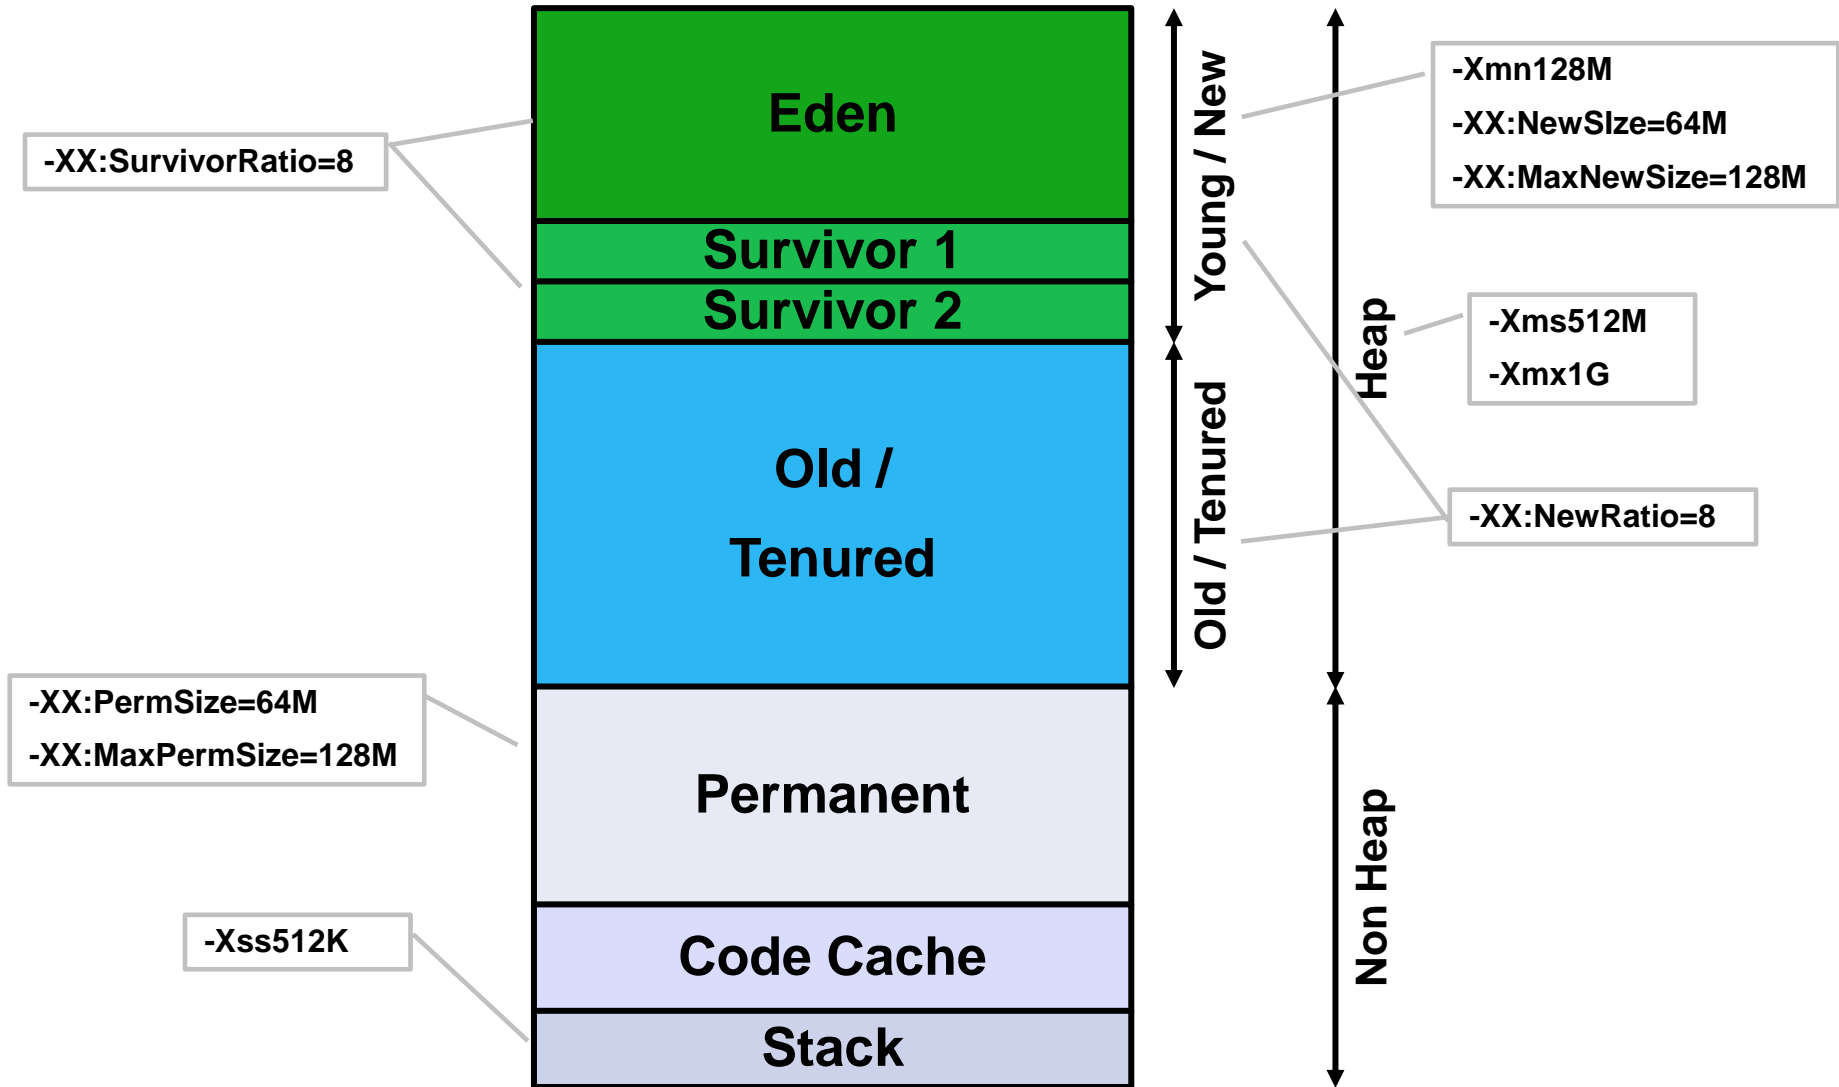 Eden
Survivor 1
Survivor 2
Old /
Tenured
Permanent
Code Cache
Stack
-XX:SurvivorRatio=8
-XX:PermSize=64M
-XX:MaxPermSize=128M
-Xss512K
Young / New
Old / Tenured
Heap
Non Heap
-Xmn128M
-XX:NewSIze=64M
-XX:MaxNewSize=128M
-Xms512M
-Xmx1G
-XX:NewRatio=8